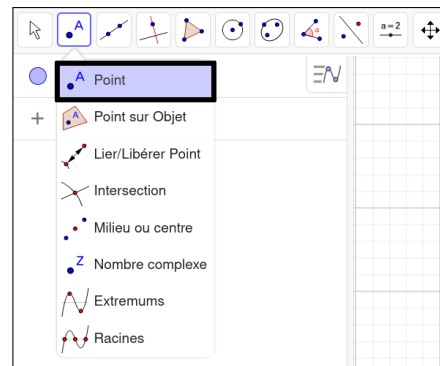 A
α
a=2
A Point
A Point sur Objet
Lier/Libérer Point
Intersection
Milieu ou centre
Z Nombre complexe
Extremums
Racines